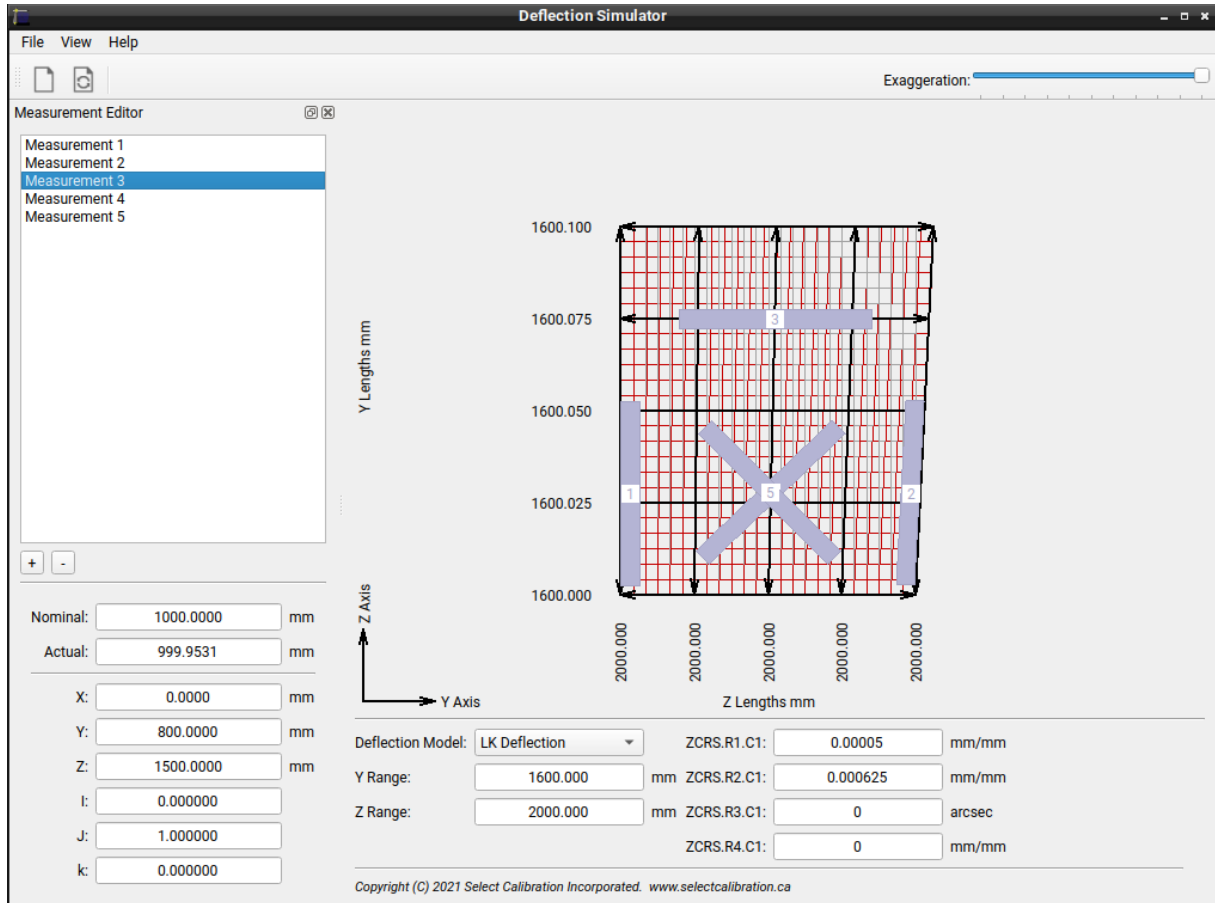 Deflection Simulator
File View Help
Exaggeration:
Measurement Editor
Measurement 1
Measurement 2
Measurement 3
Measurement 4
Measurement 5
+ -
Nominal: 1000.0000 mm
Actual: 999.9531 mm
X: 0.0000 mm
Y: 800.0000 mm
Z: 1500.0000 mm
I: 0.000000
J: 1.000000
k: 0.000000
Y Lengths mm
1600.100
1600.075
1600.050
1600.025
1600.000
3
1 5 2
2000.000 2000.000 2000.000 2000.000 2000.000
Z Axis
Y Axis
Z Lengths mm
Deflection Model: LK Deflection ZCRS.R1.C1: 0.00005 mm/mm
Y Range: 1600.000 mm ZCRS.R2.C1: 0.000625 mm/mm
Z Range: 2000.000 mm ZCRS.R3.C1: 0 arcsec
ZCRS.R4.C1: 0 mm/mm
Copyright (C) 2021 Select Calibration Incorporated. www.selectcalibration.ca